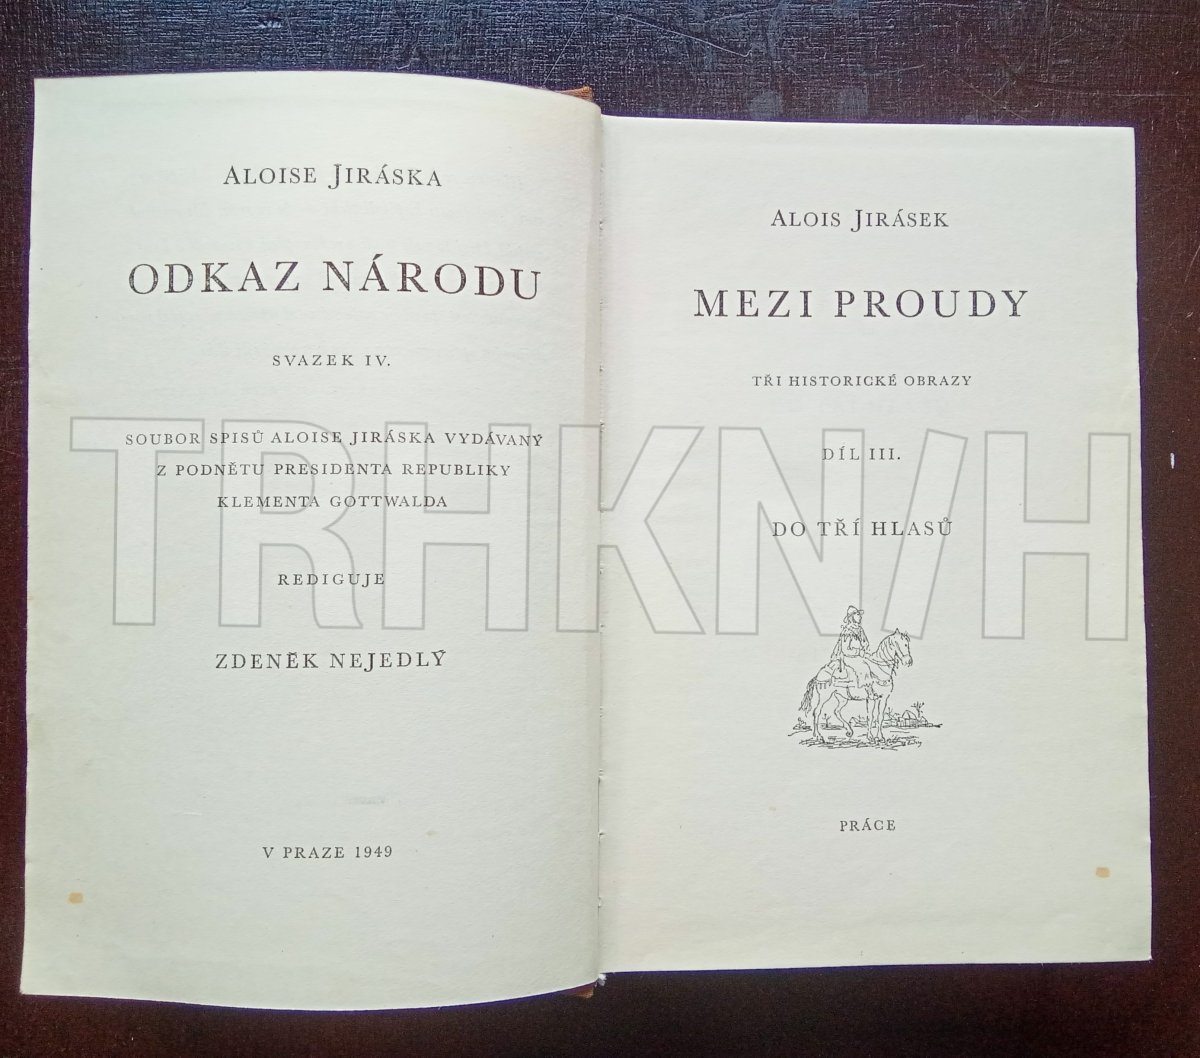 ALOISE JIRÁSKA
ODKAZ NÁRODU
SVAZEK IV.
SOUBOR SPISŮ ALOISE JIRÁSKA VYDÁVANÝ
Z PODNĚTU PRESIDENTA REPUBLIKY
KLEMENTA GOTTWALDA
REDIGUJE
ZDENĚK NEJEDLÝ
V PRAZE 1949
ALOIS JIRÁSEK
MEZI PROUDY
TŘI HISTORICKÉ OBRAZY
DÍL III.
DO TŘÍ HLASŮ
PRÁCE
TRHKN/H